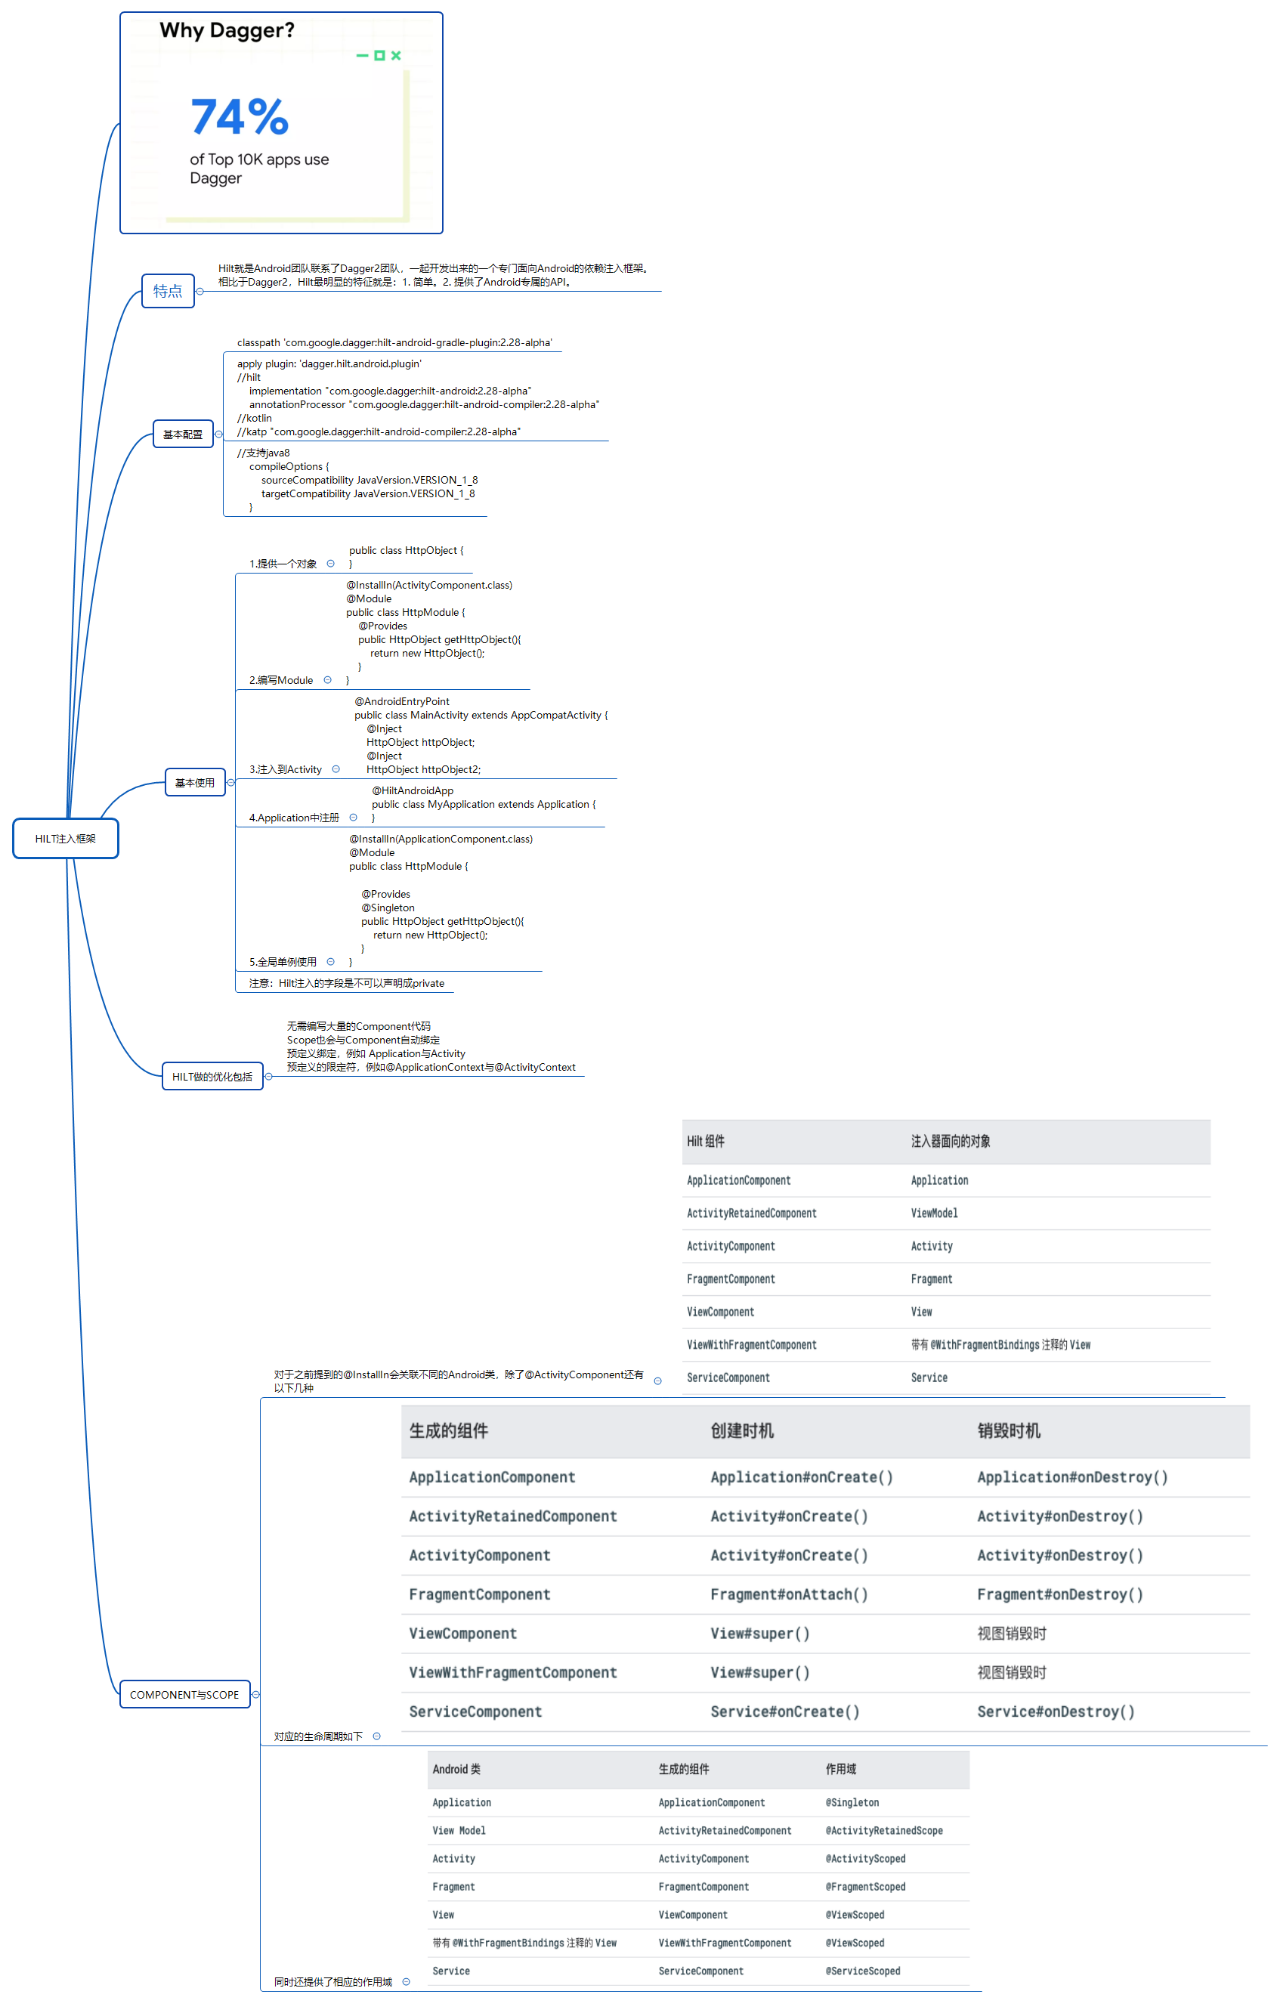 Why Dagger?
74%
of Top 10K apps use
Dagger
Hilt就是Android团队联系了Dagger2团队，一起开发出来的一个专门面向Android的依赖注入框架。
相比于Dagger2，Hilt最明显的特征就是：1. 简单。2. 提供了Android专属的API。
特点
classpath 'com.google.dagger:hilt-android-gradle-plugin:2.28-alpha'
apply plugin: 'dagger.hilt.android.plugin'
//hilt
implementation "com.google.dagger:hilt-android:2.28-alpha"
annotationProcessor "com.google.dagger:hilt-android-compiler:2.28-alpha"
//kotlin
//katp "com.google.dagger:hilt-android-compiler:2.28-alpha"
基本配置
//支持java8
compileOptions {
sourceCompatibility JavaVersion.VERSION_1_8
targetCompatibility JavaVersion.VERSION_1_8
}
public class HttpObject {
}
1.提供一个对象
@InstallIn(ActivityComponent.class)
@Module
public class HttpModule {
@Provides
public HttpObject getHttpObject(){
return new HttpObject();
}
}
2.编写Module
@AndroidEntryPoint
public class MainActivity extends AppCompatActivity {
@Inject
HttpObject httpObject;
@Inject
HttpObject httpObject2;
3.注入到Activity
基本使用
@HiltAndroidApp
public class MyApplication extends Application {
}
4.Application中注册
HILT注入框架
@InstallIn(ApplicationComponent.class)
@Module
public class HttpModule {
@Provides
@Singleton
public HttpObject getHttpObject(){
return new HttpObject();
}
}
5.全局单例使用
注意：Hilt注入的字段是不可以声明成private
无需编写大量的Component代码
Scope也会与Component自动绑定
预定义绑定，例如 Application与Activity
预定义的限定符，例如@ApplicationContext与@ActivityContext
HILT做的优化包括
Hilt 组件 注入器面向的对象
ApplicationComponent Application
ActivityRetainedComponent ViewModel
ActivityComponent Activity
FragmentComponent Fragment
ViewComponent View
ViewWithFragmentComponent 带有 @WithFragmentBindings 注释的 View
ServiceComponent Service
对于之前提到的@InstallIn会关联不同的Android类，除了@ActivityComponent还有
以下几种
生成的组件 创建时机 销毁时机
ApplicationComponent Application#onCreate() Application#onDestroy()
ActivityRetainedComponent Activity#onCreate() Activity#onDestroy()
ActivityComponent Activity#onCreate() Activity#onDestroy()
FragmentComponent Fragment#onAttach() Fragment#onDestroy()
ViewComponent View#super() 视图销毁时
ViewWithFragmentComponent View#super() 视图销毁时
ServiceComponent Service#onCreate() Service#onDestroy()
COMPONENT与SCOPE
对应的生命周期如下
Android 类 生成的组件 作用域
Application ApplicationComponent @Singleton
View Model ActivityRetainedComponent @ActivityRetainedScope
Activity ActivityComponent @ActivityScoped
Fragment FragmentComponent @FragmentScoped
View ViewComponent @ViewScoped
带有 @WithFragmentBindings 注释的 View ViewWithFragmentComponent @ViewScoped
Service ServiceComponent @ServiceScoped
同时还提供了相应的作用域